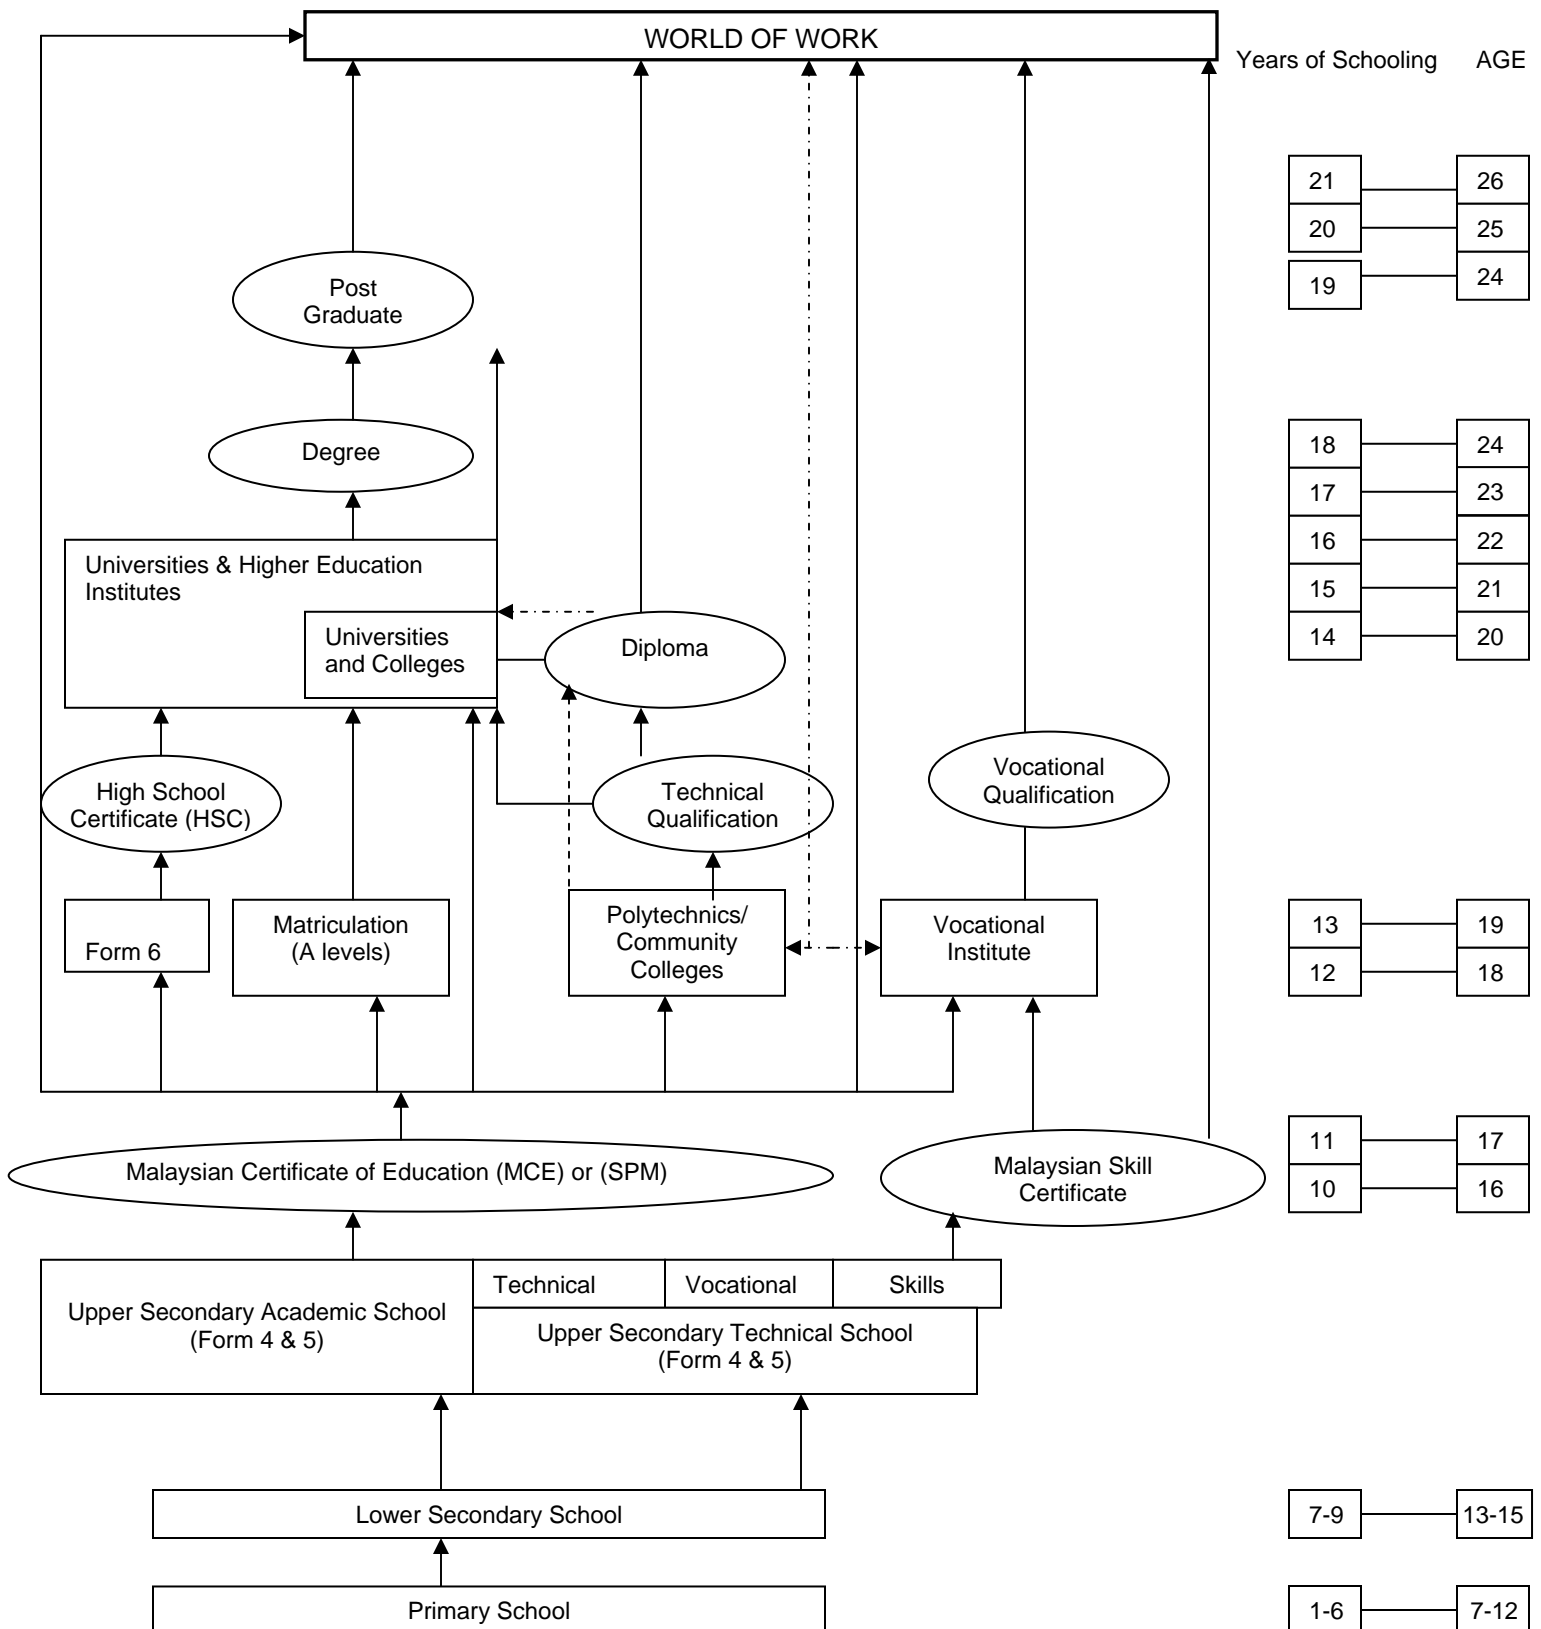 WORLD OF WORK
Years of Schooling AGE
21 26
20 25
19 24
Post
Graduate
Degree
18 24
17 23
16 22
15 21
14 20
Universities & Higher Education
Institutes
Universities
and Colleges
Diploma
High School
Certificate (HSC)
Technical
Qualification
Vocational
Qualification
Form 6
Matriculation
(A levels)
Polytechnics/
Community
Colleges
Vocational
Institute
13 19
12 18
Malaysian Certificate of Education (MCE) or (SPM)
Malaysian Skill
Certificate
11 17
10 16
Upper Secondary Academic School
(Form 4 & 5)
Technical Vocational Skills
Upper Secondary Technical School
(Form 4 & 5)
Lower Secondary School
7-9 13-15
Primary School
1-6 7-12